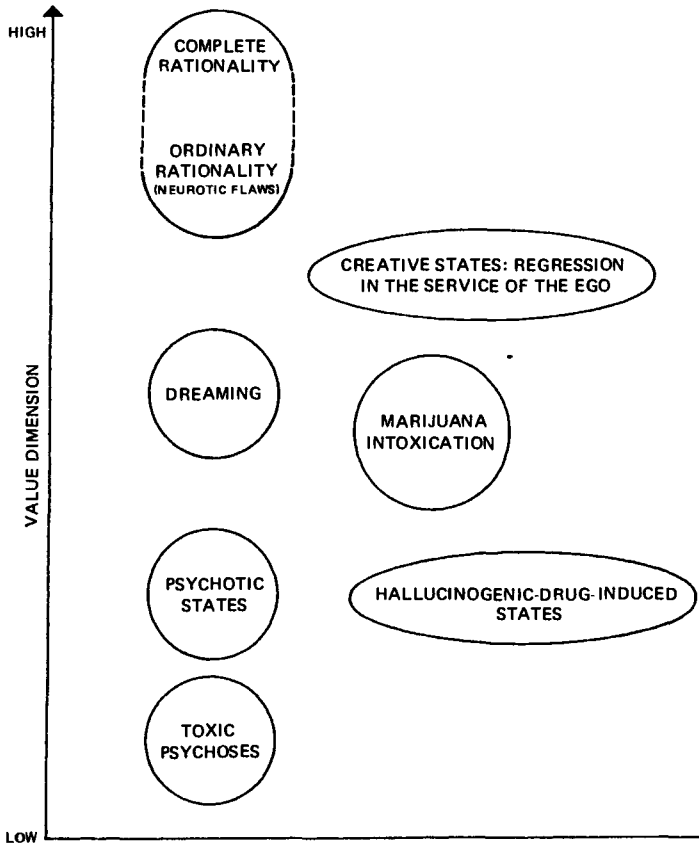 HIGH
COMPLETE
RATIONALITY
ORDINARY
RATIONALITY
(NEUROTIC FLAWS)
CREATIVE STATES: REGRESSION
IN THE SERVICE OF THE EGO
DREAMING
MARIJUANA
INTOXICATION
VALUE DIMENSION
PSYCHOTIC
STATES
HALLUCINOGENIC-DRUG-INDUCED
STATES
TOXIC
PSYCHOSES
LOW